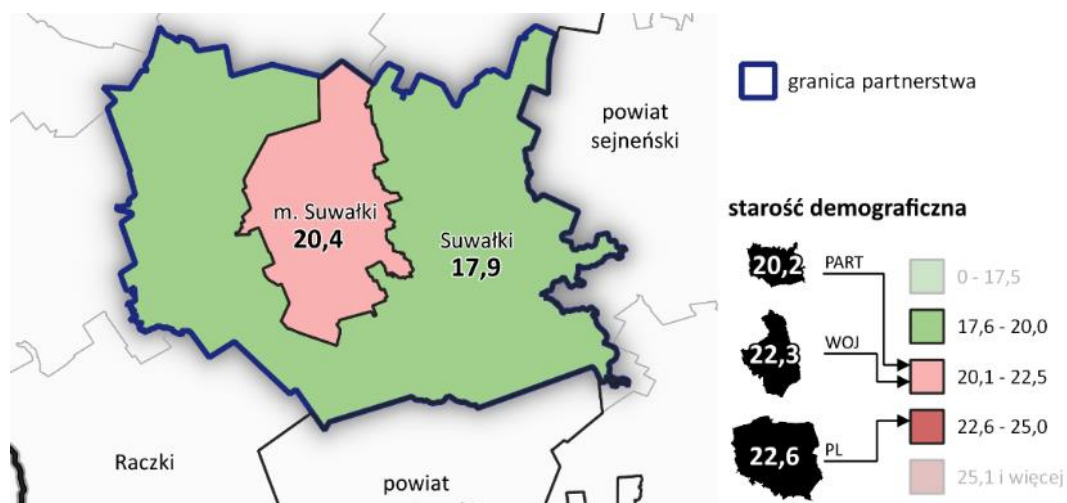 granica partnerstwa
powiat
sejneński
m. Suwałki
20,4
Suwałki
17,9
starość demograficzna
20,2 PART
22,3 WOJ
22,6 PL
0 - 17,5
17,6 - 20,0
20,1 - 22,5
22,6 - 25,0
25,1 i więcej
Raczki
powiat